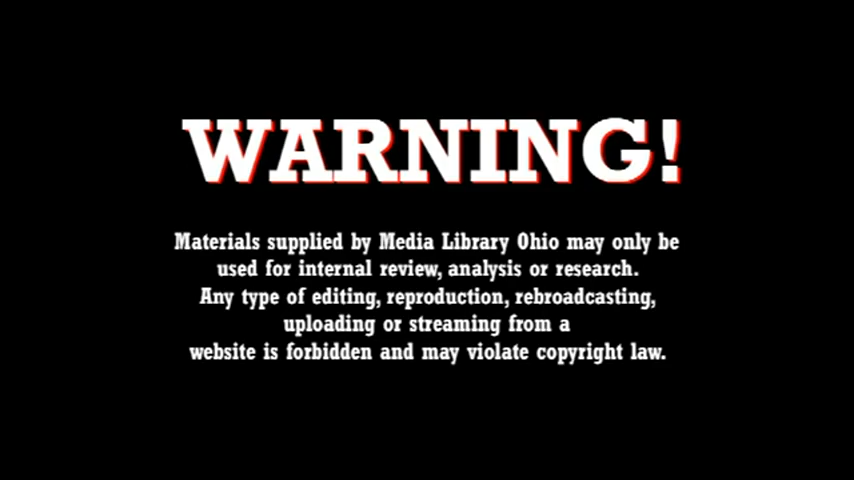 WARNING!
Materials supplied by Media Library Ohio may only be
used for internal review, analysis or research.
Any type of editing, reproduction, rebroadcasting,
uploading or streaming from a
website is forbidden and may violate copyright law.